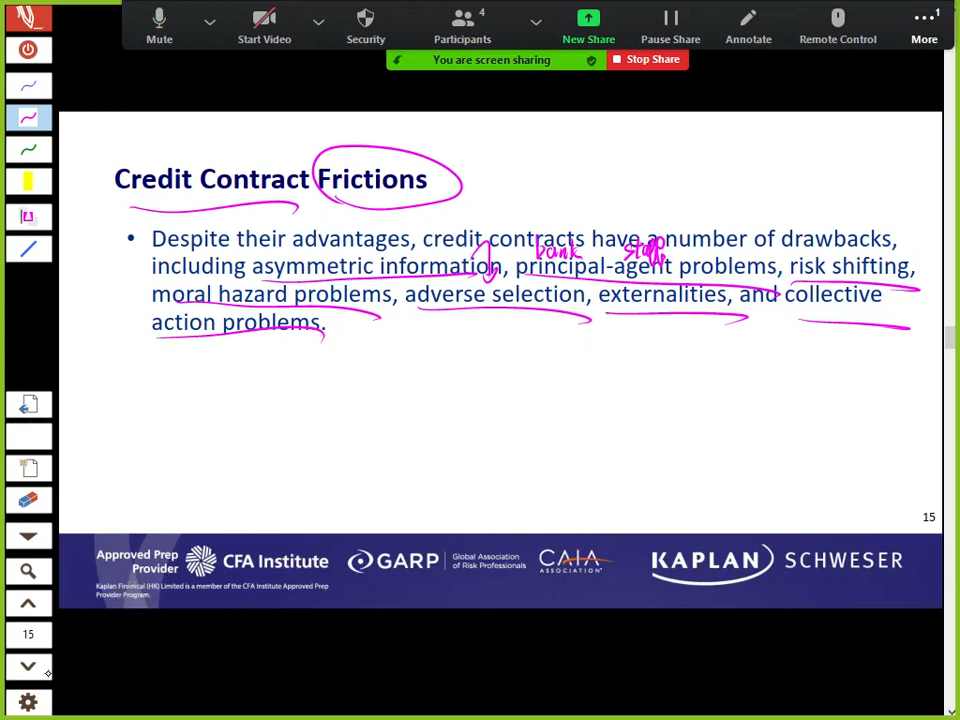 4
1
Mute
Start Video
Security
Participants
New Share
Pause Share
Annotate
Remote Control
More
You are screen sharing
Stop Share
Credit Contract Frictions
bank staff
• Despite their advantages, credit contracts have a number of drawbacks,
including asymmetric information, principal-agent problems, risk shifting,
moral hazard problems, adverse selection, externalities, and collective
action problems.
15
Approved Prep
Provider
CFA Institute
GARP
Global Association
of Risk Professionals
CAIA
ASSOCIATION®
KAPLAN SCHWESER
Kaplan Finanical (HK) Limited is a member of the CFA Institute Approved Prep
Provider Program.
15